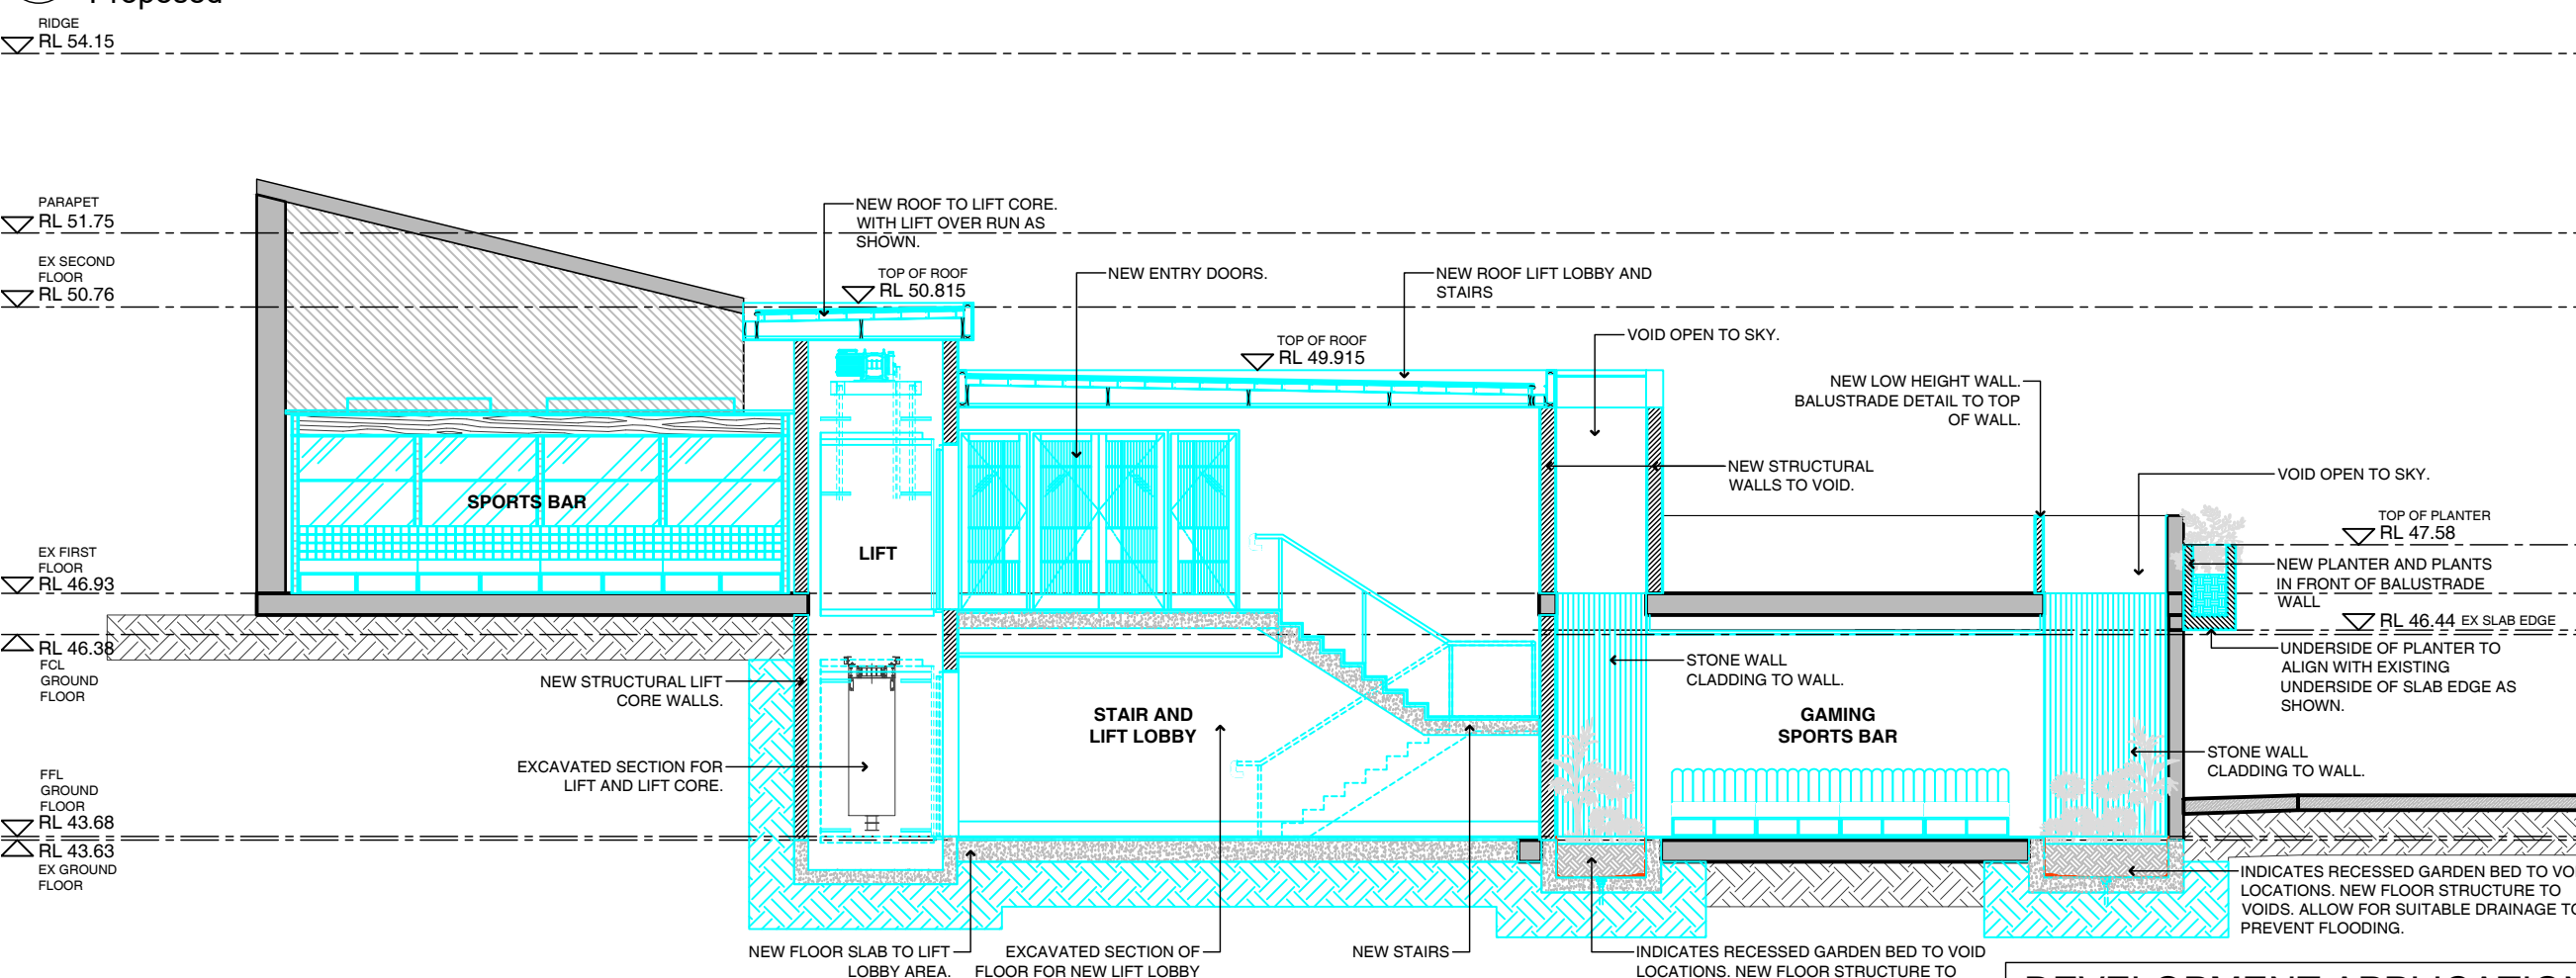 Proposed
RIDGE
RL 54.15
PARAPET
RL 51.75
EX SECOND
FLOOR
RL 50.76
EX FIRST
FLOOR
RL 46.93
RL 46.38
FCL
GROUND
FLOOR
FFL
GROUND
FLOOR
RL 43.68
RL 43.63
EX GROUND
FLOOR
NEW ROOF TO LIFT CORE.
WITH LIFT OVER RUN AS
SHOWN.
TOP OF ROOF
RL 50.815
NEW ENTRY DOORS.
NEW ROOF LIFT LOBBY AND
STAIRS
TOP OF ROOF
RL 49.915
VOID OPEN TO SKY.
NEW LOW HEIGHT WALL.
BALUSTRADE DETAIL TO TOP
OF WALL.
NEW STRUCTURAL
WALLS TO VOID.
VOID OPEN TO SKY.
TOP OF PLANTER
RL 47.58
NEW PLANTER AND PLANTS
IN FRONT OF BALUSTRADE
WALL
RL 46.44 EX SLAB EDGE
UNDERSIDE OF PLANTER TO
ALIGN WITH EXISTING
UNDERSIDE OF SLAB EDGE AS
SHOWN.
SPORTS BAR
LIFT
STONE WALL
CLADDING TO WALL.
NEW STRUCTURAL LIFT
CORE WALLS.
STAIR AND
LIFT LOBBY
GAMING
SPORTS BAR
STONE WALL
CLADDING TO WALL.
EXCAVATED SECTION FOR
LIFT AND LIFT CORE.
INDICATES RECESSED GARDEN BED TO VO
LOCATIONS. NEW FLOOR STRUCTURE TO
VOIDS. ALLOW FOR SUITABLE DRAINAGE TO
PREVENT FLOODING.
NEW FLOOR SLAB TO LIFT
LOBBY AREA.
EXCAVATED SECTION OF
FLOOR FOR NEW LIFT LOBBY
NEW STAIRS
INDICATES RECESSED GARDEN BED TO VOID
LOCATIONS. NEW FLOOR STRUCTURE TO
DEVELOPMENT APPLICATION